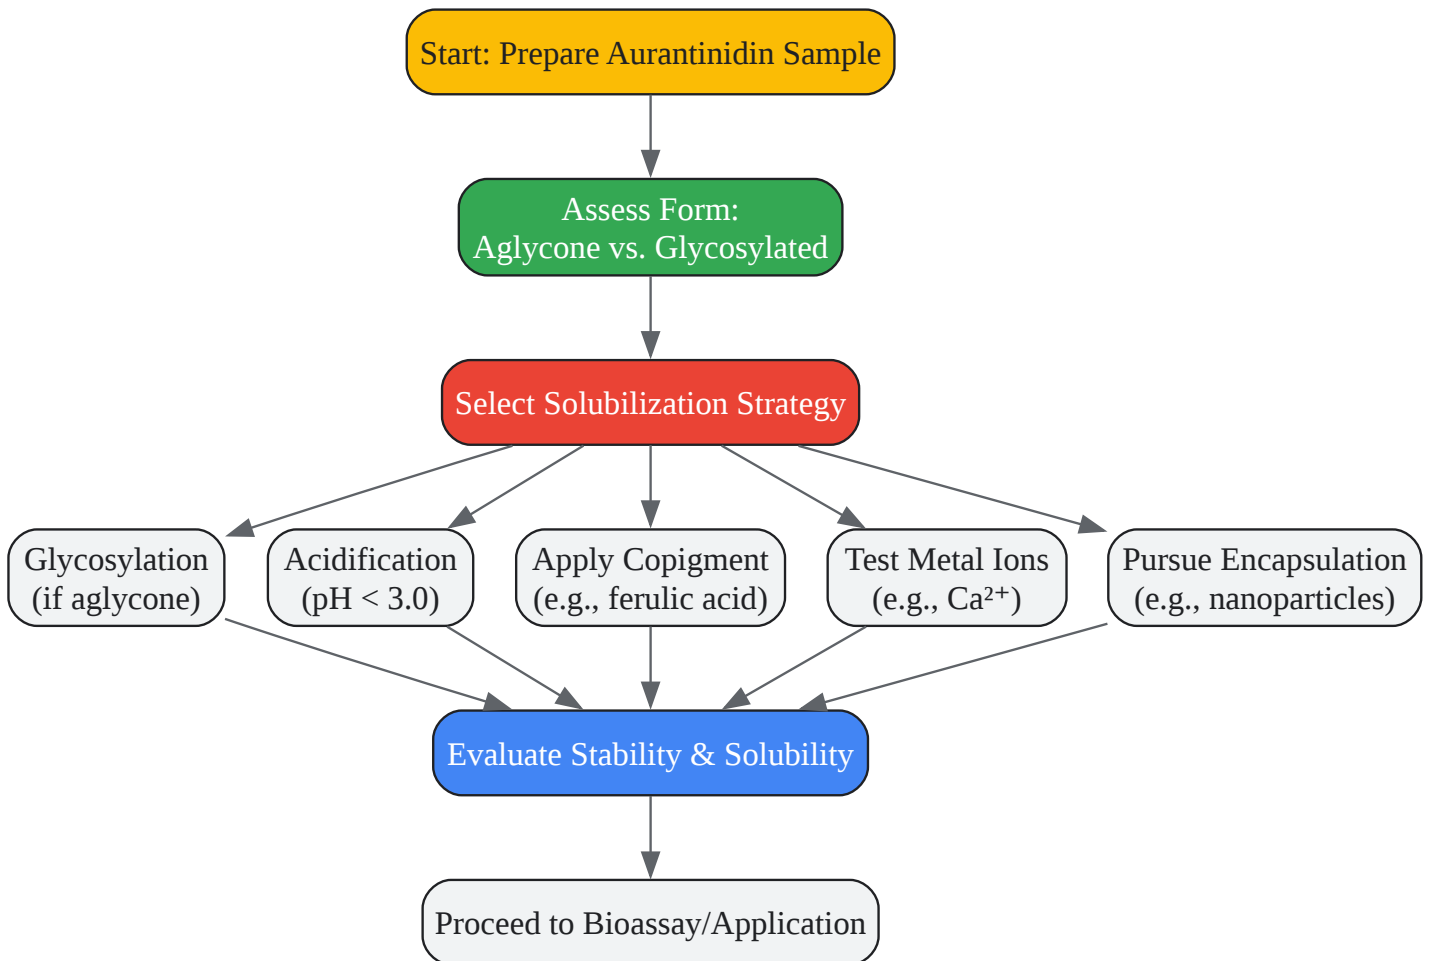 Start: Prepare Aurantinidin Sample
Assess Form:
Aglycone vs. Glycosylated
Select Solubilization Strategy
Glycosylation
(if aglycone)
Acidification
(pH < 3.0)
Apply Copigment
(e.g., ferulic acid)
Test Metal Ions
(e.g., Ca²⁺)
Pursue Encapsulation
(e.g., nanoparticles)
Evaluate Stability & Solubility
Proceed to Bioassay/Application